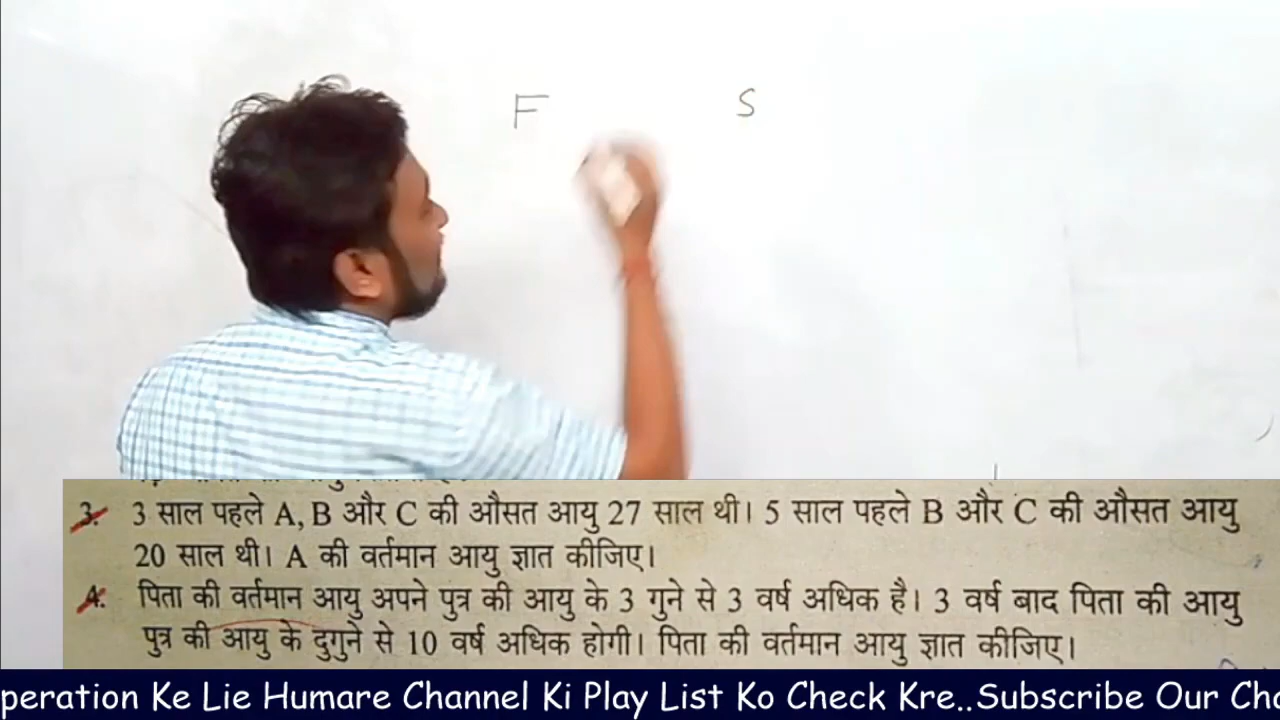 F S
3. 3 साल पहले A, B और C की औसत आयु 27 साल थी। 5 साल पहले B और C की औसत आयु
20 साल थी। A की वर्तमान आयु ज्ञात कीजिए।
4. पिता की वर्तमान आयु अपने पुत्र की आयु के 3 गुने से 3 वर्ष अधिक है। 3 वर्ष बाद पिता की आयु
पुत्र की आयु के दुगुने से 10 वर्ष अधिक होगी। पिता की वर्तमान आयु ज्ञात कीजिए।
peration Ke Lie Humare Channel Ki Play List Ko Check Kre..Subscribe Our Cha